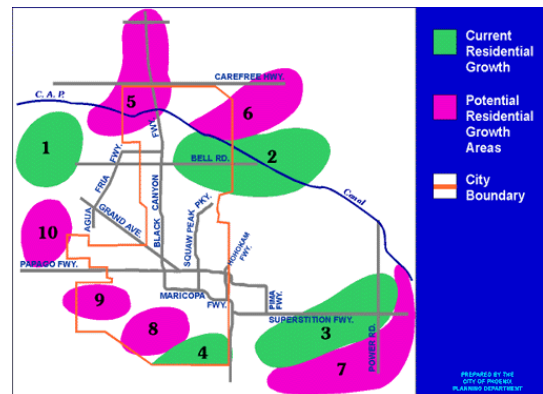 CAREFREE HWY.
C. A. P.
5
6
FWY.
1
BELL RD.
2
FRIA FWY.
CANYON
PKY.
Canal
AGUA
GRAND AVE
BLACK
SQUAW PEAK
10
HOHOKAM FWY.
PAPAGO FWY.
9
MARICOPA FWY.
PIMA FWY.
SUPERSTITION FWY.
8
3
4
POWER RD.
7
Current
Residential
Growth
Potential
Residential
Growth
Areas
City
Boundary
PREPARED BY THE
CITY OF PHOENIX
PLANNING DEPARTMENT